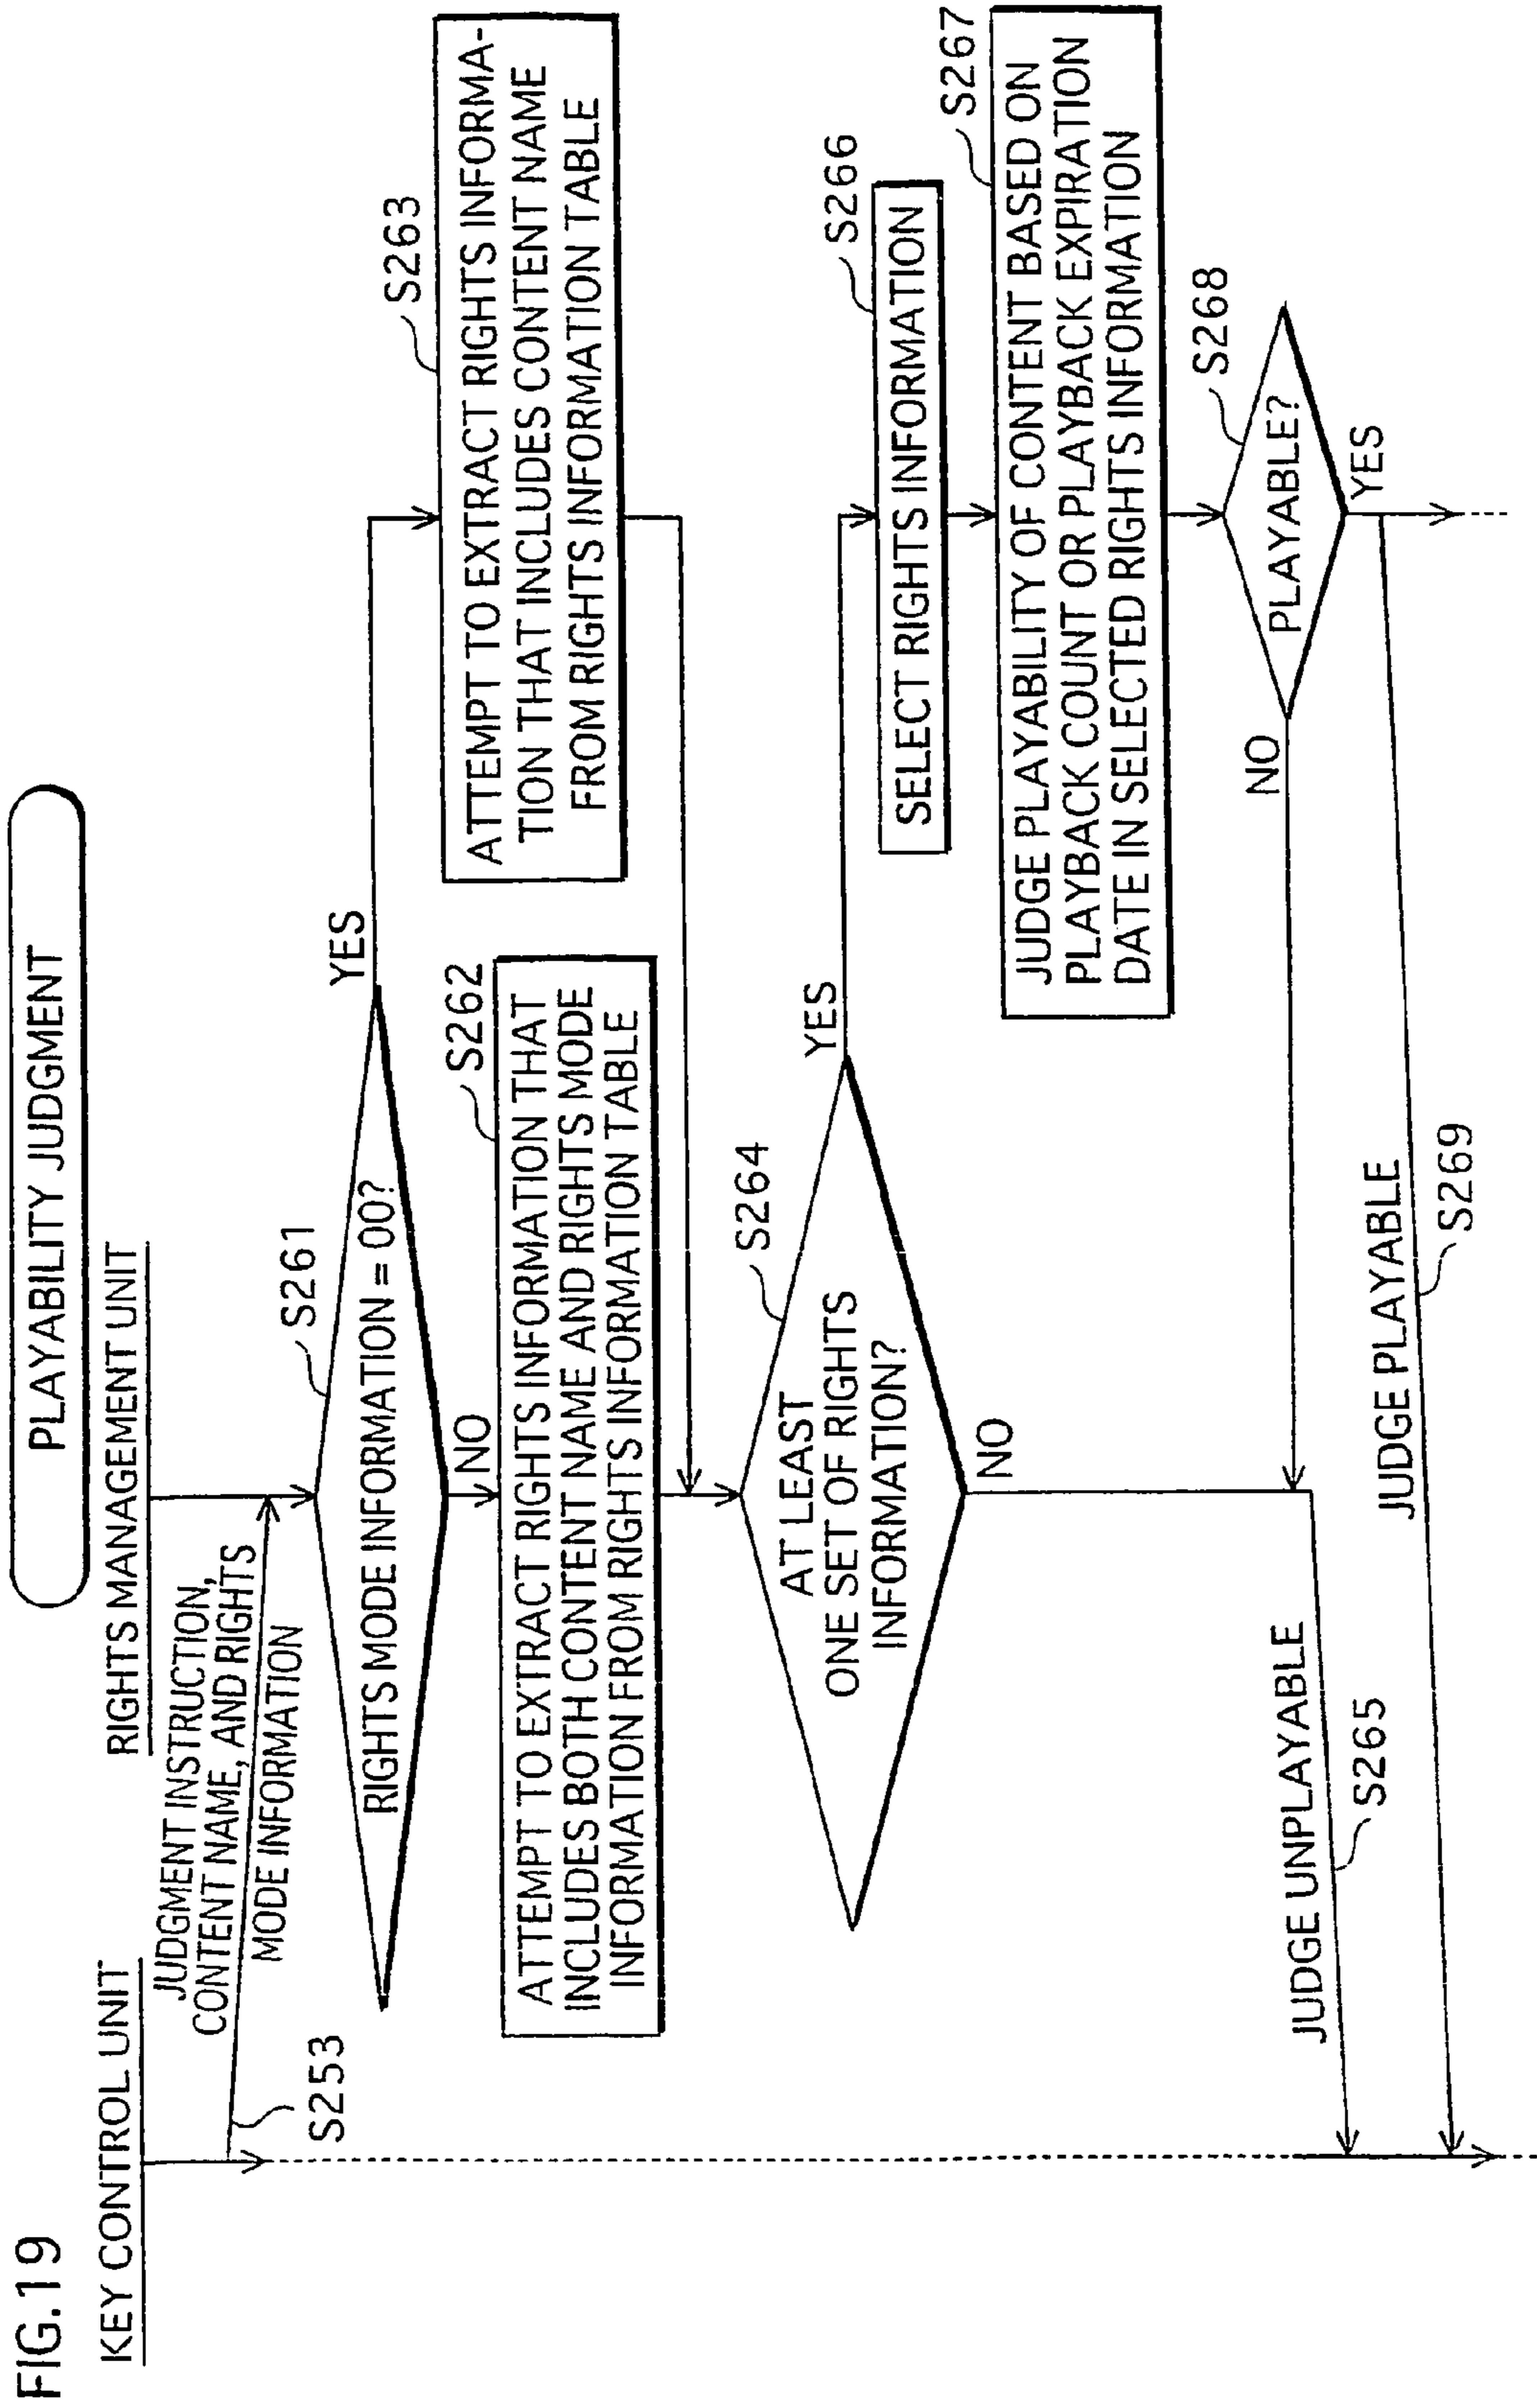 FIG.19
PLAYABILITY JUDGMENT
KEY CONTROL UNIT
RIGHTS MANAGEMENT UNIT
JUDGMENT INSTRUCTION,
CONTENT NAME, AND RIGHTS
MODE INFORMATION
S253
S261
RIGHTS MODE INFORMATION = 00?
YES
NO
S262
ATTEMPT TO EXTRACT RIGHTS INFORMATION THAT
INCLUDES BOTH CONTENT NAME AND RIGHTS MODE
INFORMATION FROM RIGHTS INFORMATION TABLE
S263
ATTEMPT TO EXTRACT RIGHTS INFORMA-
TION THAT INCLUDES CONTENT NAME
FROM RIGHTS INFORMATION TABLE
S264
AT LEAST
ONE SET OF RIGHTS
INFORMATION?
YES
NO
S266
SELECT RIGHTS INFORMATION
S267
JUDGE PLAYABILITY OF CONTENT BASED ON
PLAYBACK COUNT OR PLAYBACK EXPIRATION
DATE IN SELECTED RIGHTS INFORMATION
S268
PLAYABLE?
NO
YES
JUDGE UNPLAYABLE
S265
JUDGE PLAYABLE
S269